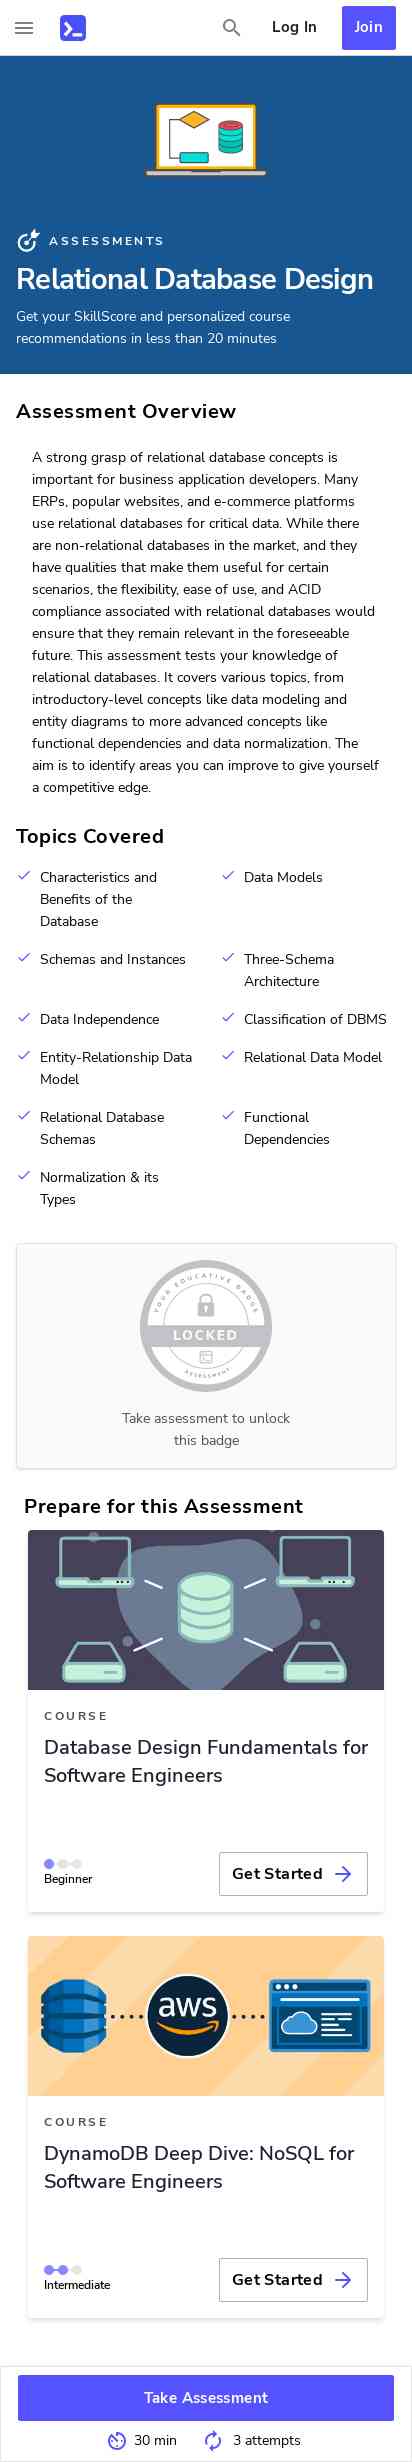 Log In
Join
ASSESSMENTS
Relational Database Design
Get your SkillScore and personalized course
recommendations in less than 20 minutes
Assessment Overview
A strong grasp of relational database concepts is
important for business application developers. Many
ERPs, popular websites, and e-commerce platforms
use relational databases for critical data. While there
are non-relational databases in the market, and they
have qualities that make them useful for certain
scenarios, the flexibility, ease of use, and ACID
compliance associated with relational databases would
ensure that they remain relevant in the foreseeable
future. This assessment tests your knowledge of
relational databases. It covers various topics, from
introductory-level concepts like data modeling and
entity diagrams to more advanced concepts like
functional dependencies and data normalization. The
aim is to identify areas you can improve to give yourself
a competitive edge.
Topics Covered
Characteristics and
Benefits of the
Database
Data Models
Schemas and Instances
Three-Schema
Architecture
Data Independence
Classification of DBMS
Entity-Relationship Data
Model
Relational Data Model
Relational Database
Schemas
Functional
Dependencies
Normalization & its
Types
YOUR EDUCATIVE BADGE
LOCKED
ASSESSMENT
Take assessment to unlock
this badge
Prepare for this Assessment
COURSE
Database Design Fundamentals for
Software Engineers
Beginner
Get Started
aws
COURSE
DynamoDB Deep Dive: NoSQL for
Software Engineers
Intermediate
Get Started
Take Assessment
30 min
3 attempts